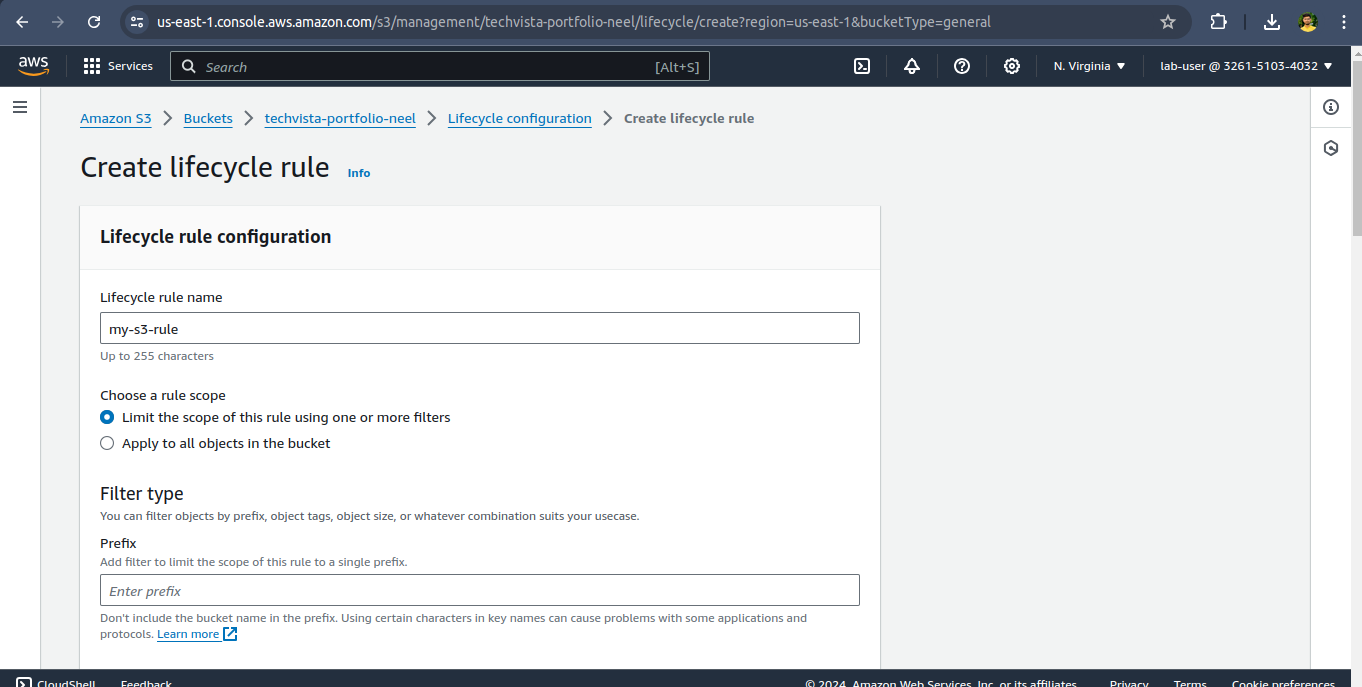 us-east-1.console.aws.amazon.com/s3/management/techvista-portfolio-neel/lifecycle/create?region=us-east-1&bucketType=general
aws Services Search [Alt+S] N. Virginia lab-user @ 3261-5103-4032
Amazon S3 Buckets techvista-portfolio-neel Lifecycle configuration Create lifecycle rule
Create lifecycle rule Info
Lifecycle rule configuration
Lifecycle rule name
my-s3-rule
Up to 255 characters
Choose a rule scope
Limit the scope of this rule using one or more filters
Apply to all objects in the bucket
Filter type
You can filter objects by prefix, object tags, object size, or whatever combination suits your usecase.
Prefix
Add filter to limit the scope of this rule to a single prefix.
Enter prefix
Don't include the bucket name in the prefix. Using certain characters in key names can cause problems with some applications and
protocols. Learn more
CloudShell Feedback © 2024, Amazon Web Services, Inc. or its affiliates. Privacy Terms Cookie preferences